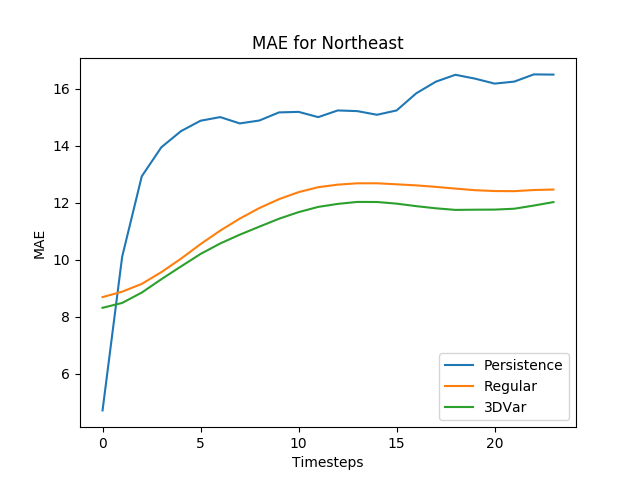 MAE for Northeast
MAE
16
14
12
10
8
6
0 5 10 15 20
Timesteps
Persistence
Regular
3DVar